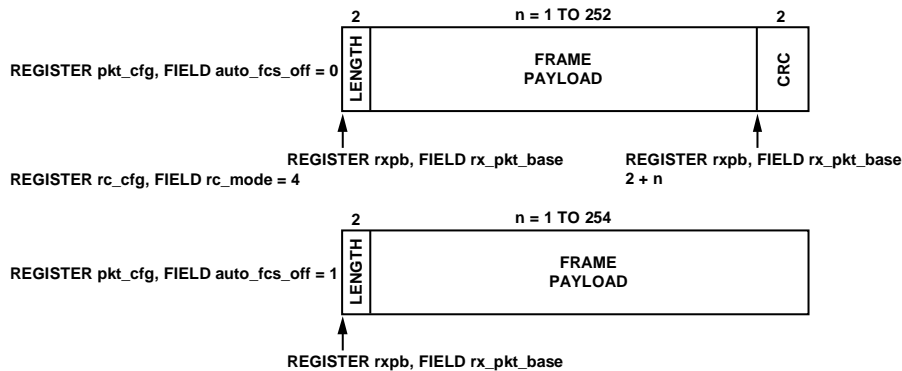 2
n = 1 TO 252
2
REGISTER pkt_cfg, FIELD auto_fcs_off = 0
LENGTH
FRAME
PAYLOAD
CRC
REGISTER rxpb, FIELD rx_pkt_base
REGISTER rxpb, FIELD rx_pkt_base
2 + n
REGISTER rc_cfg, FIELD rc_mode = 4
2
n = 1 TO 254
REGISTER pkt_cfg, FIELD auto_fcs_off = 1
LENGTH
FRAME
PAYLOAD
REGISTER rxpb, FIELD rx_pkt_base